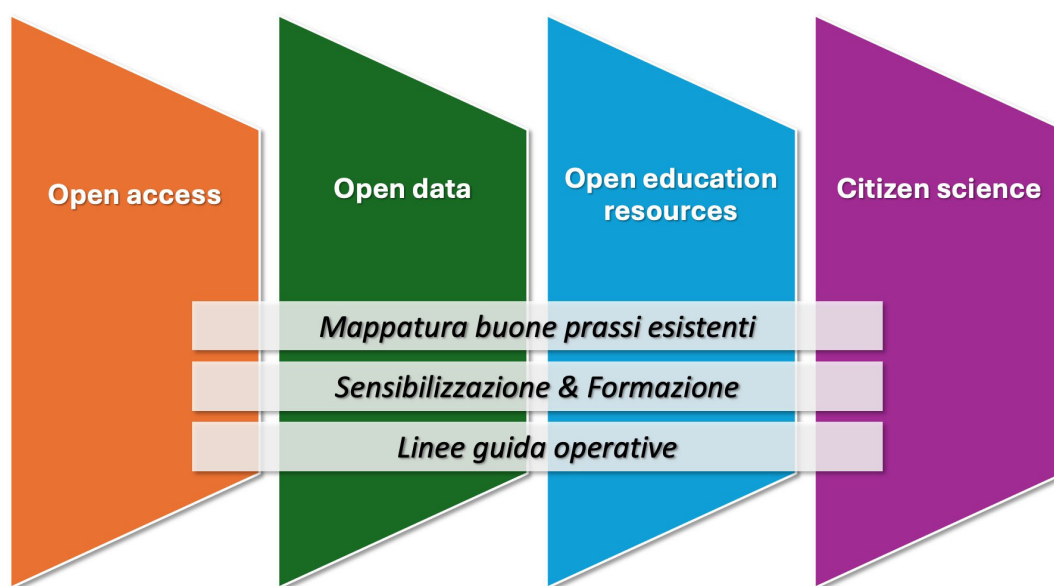 Open access
Open data
Open education
resources
Citizen science
Mappatura buone prassi esistenti
Sensibilizzazione & Formazione
Linee guida operative